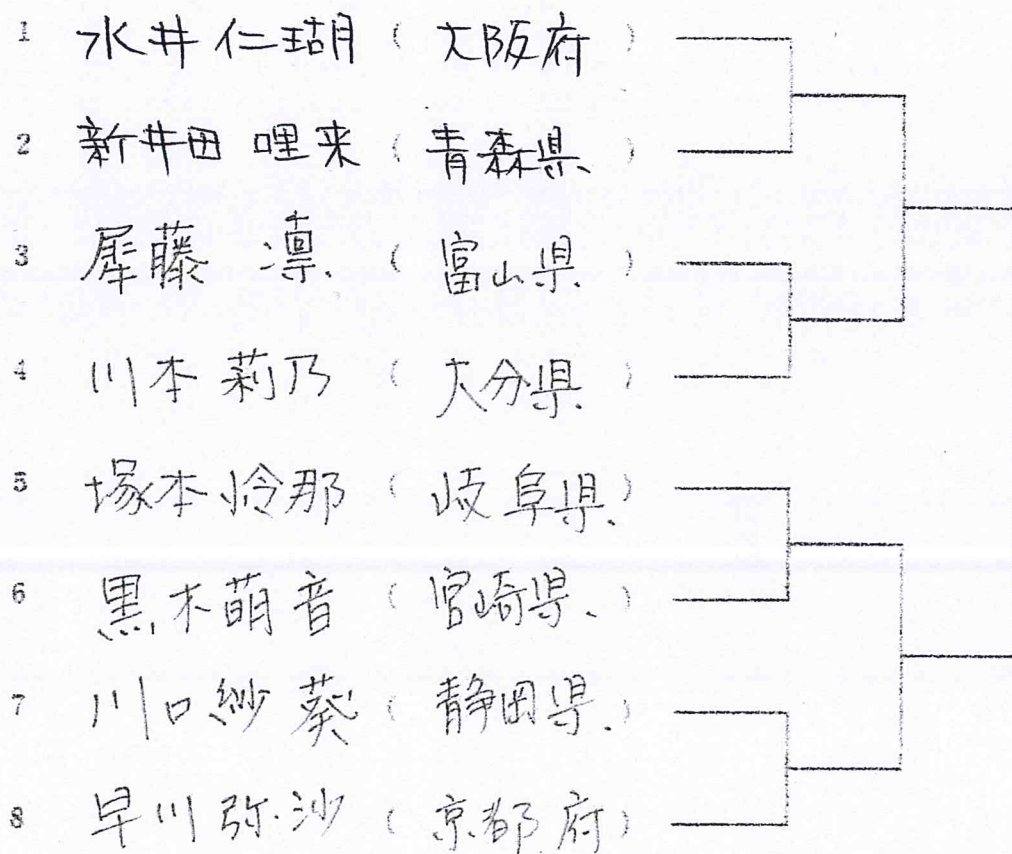 1 水井 仁瑚 ( 大阪府 )
2 新井田 哩来 ( 青森県 )
3 犀藤 凛 ( 富山県 )
4 川本 莉乃 ( 大分県 )
5 塚本 怜那 ( 岐阜県 )
6 黒木 萌音 ( 宮崎県 )
7 川口 紗葵 ( 静岡県 )
8 早川 弥沙 ( 京都府 )